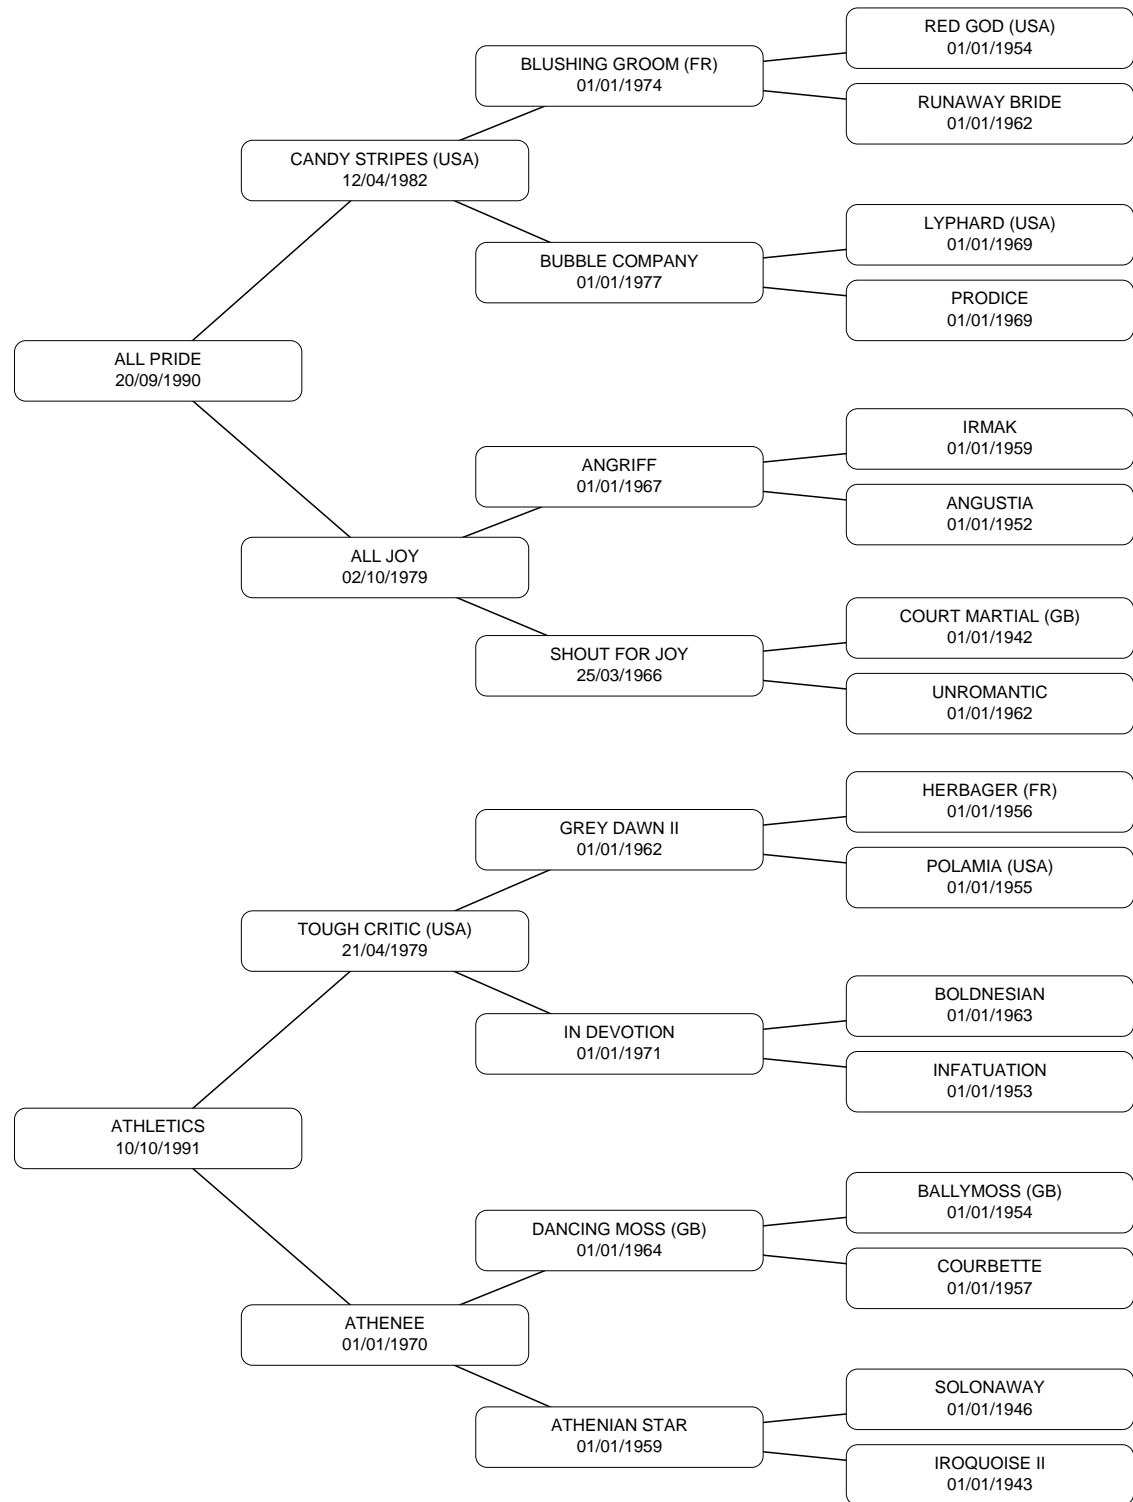 RED GOD (USA)
01/01/1954
BLUSHING GROOM (FR)
01/01/1974
RUNAWAY BRIDE
01/01/1962
CANDY STRIPES (USA)
12/04/1982
LYPHARD (USA)
01/01/1969
BUBBLE COMPANY
01/01/1977
PRODICE
01/01/1969
ALL PRIDE
20/09/1990
IRMAK
01/01/1959
ANGRIFF
01/01/1967
ANGUSTIA
01/01/1952
ALL JOY
02/10/1979
COURT MARTIAL (GB)
01/01/1942
SHOUT FOR JOY
25/03/1966
UNROMANTIC
01/01/1962
HERBAGER (FR)
01/01/1956
GREY DAWN II
01/01/1962
POLAMIA (USA)
01/01/1955
TOUGH CRITIC (USA)
21/04/1979
BOLDNESIAN
01/01/1963
IN DEVOTION
01/01/1971
INFATUATION
01/01/1953
ATHLETICS
10/10/1991
BALLYMOSS (GB)
01/01/1954
DANCING MOSS (GB)
01/01/1964
COURBETTE
01/01/1957
ATHENEE
01/01/1970
SOLONAWAY
01/01/1946
ATHENIAN STAR
01/01/1959
IROQUOISE II
01/01/1943